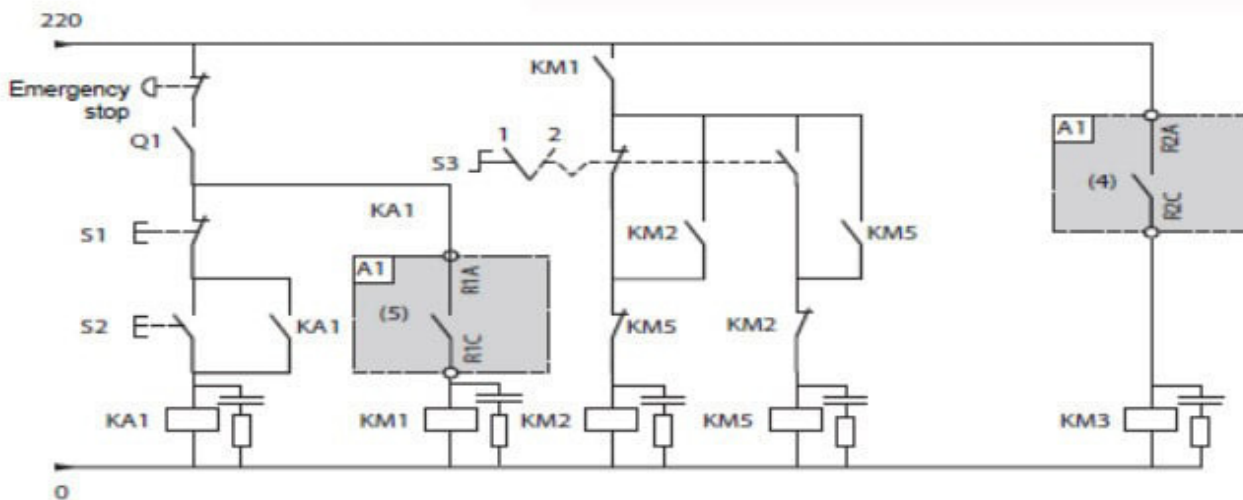 220
KM1
Emergency
stop
Q1
1 2
S3
A1
R2A
(4)
R2C
KA1
S1
KM2
KM5
A1
R1A
(5)
R1C
S2
KA1
KM5
KM2
KA1
KM1
KM2
KM5
KM3
0